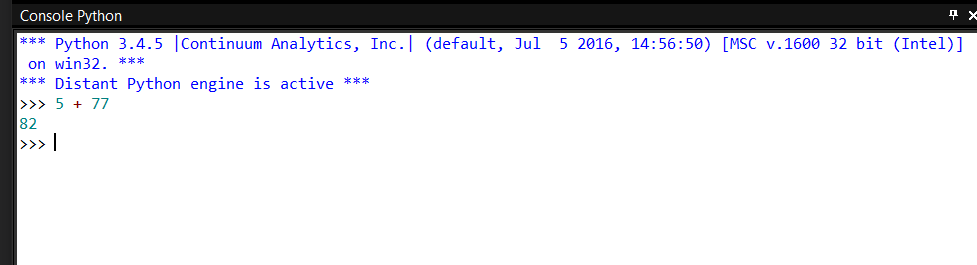 Console Python
*** Python 3.4.5 |Continuum Analytics, Inc.| (default, Jul  5 2016, 14:56:50) [MSC v.1600 32 bit (Intel)]
 on win32. ***
*** Distant Python engine is active ***
>>> 5 + 77
82
>>>